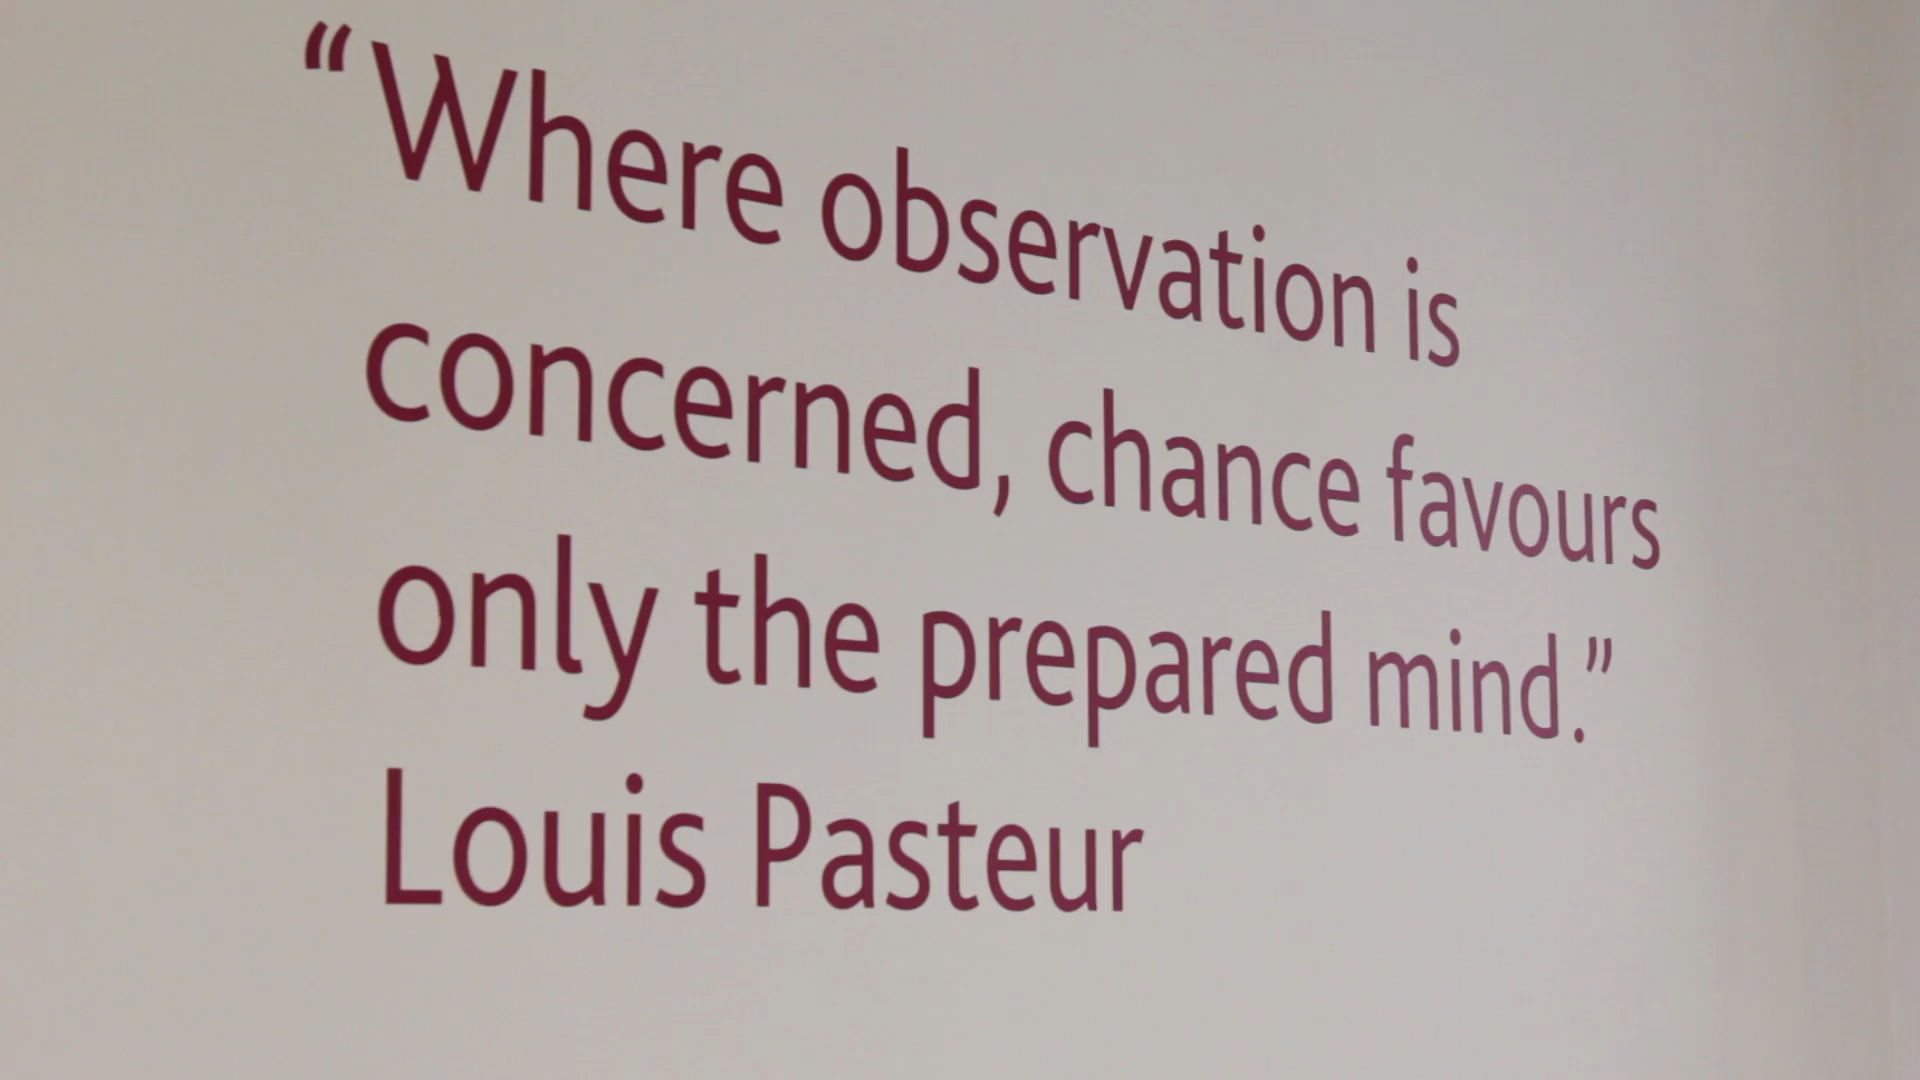 “Where observation is
concerned, chance favours
only the prepared mind.”
Louis Pasteur